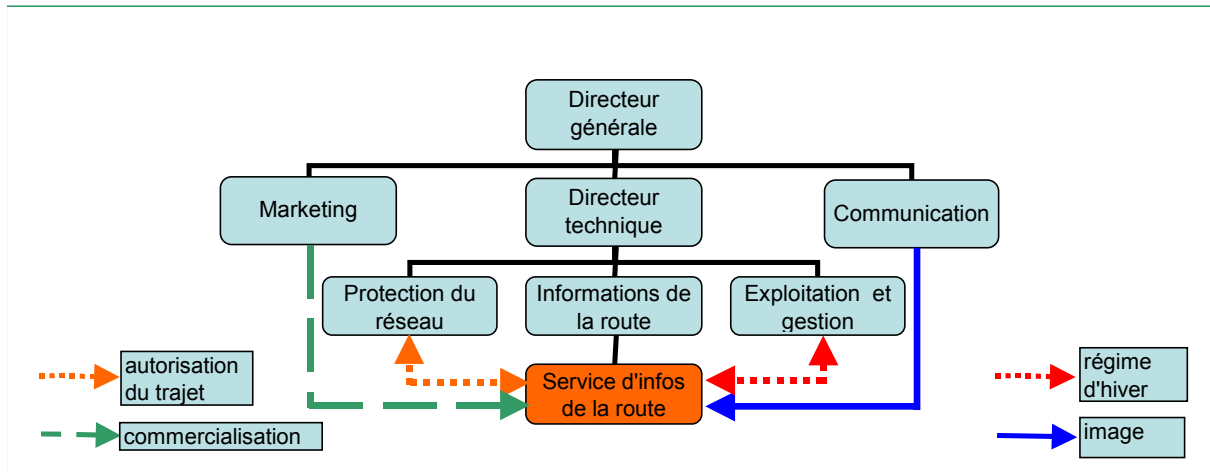 Directeur
générale
Marketing
Directeur
technique
Communication
Protection du
réseau
Informations de
la route
Exploitation et
gestion
autorisation
du trajet
Service d'infos
de la route
régime
d'hiver
commercialisation
image